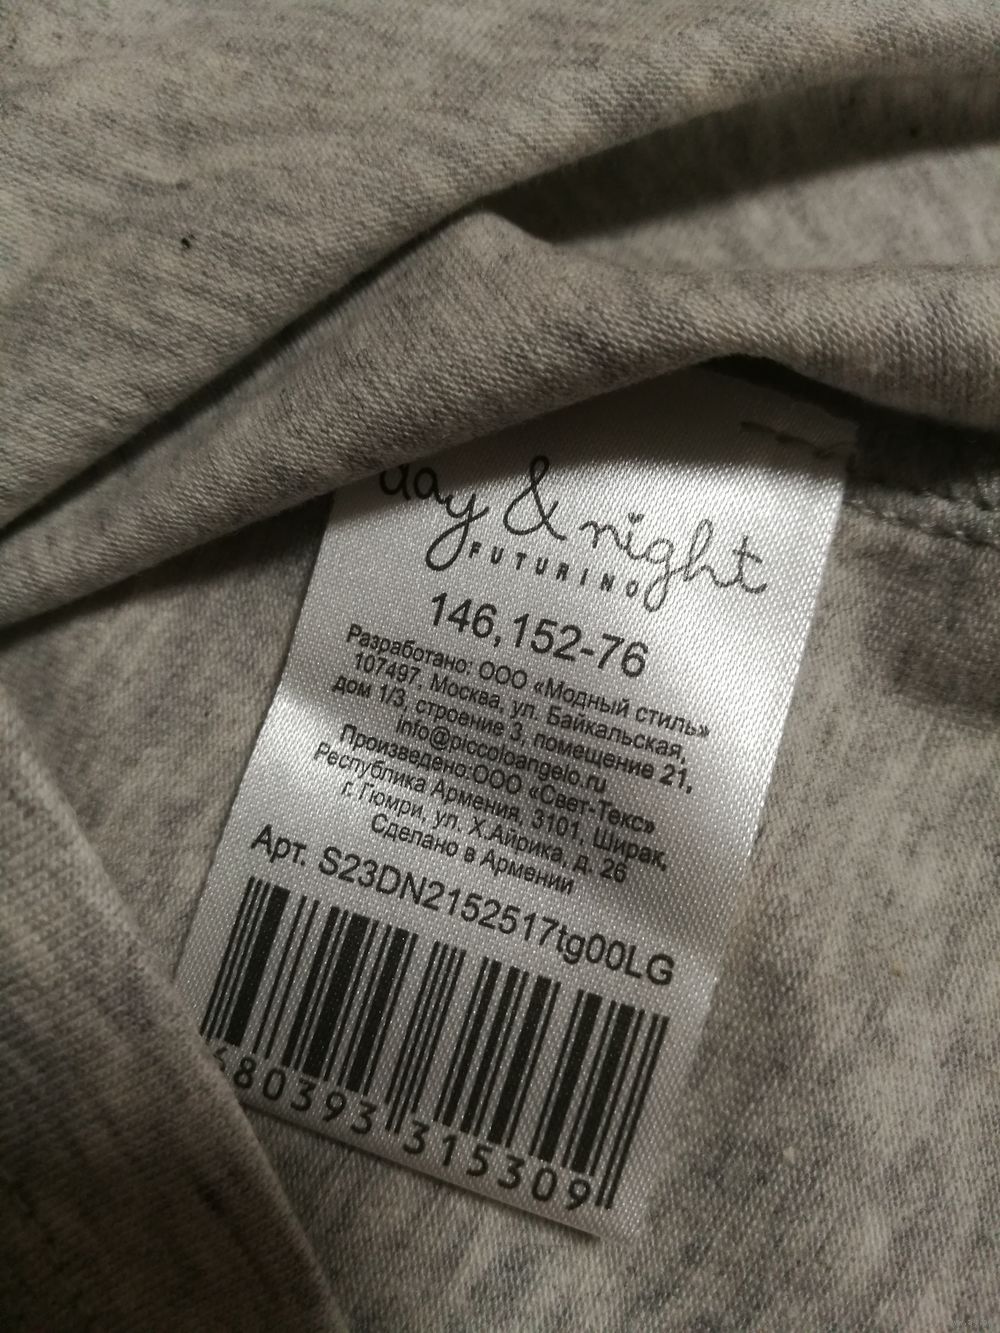 day & night
FUTURINO
146,152-76
Разработано: ООО «Модный стиль»
107497, Москва, ул. Байкальская,
дом 1/3, строение 3, помещение 21,
info@piccoloangelo.ru
Произведено:ООО «Свет-Текс»
Республика Армения, 3101, Ширак,
г. Гюмри, ул. Х.Айрика, д. 26
Сделано в Армении
Арт. S23DN2152517tg00LG
680393 315309